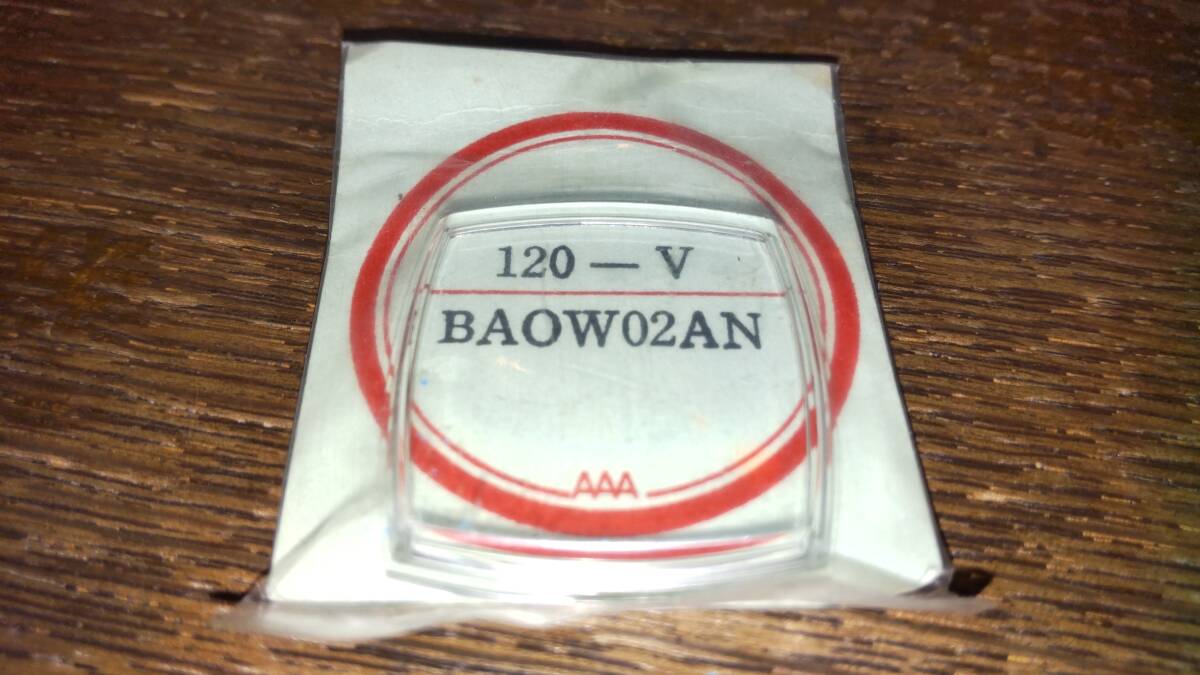 120 — V
BAOW02AN
AAA